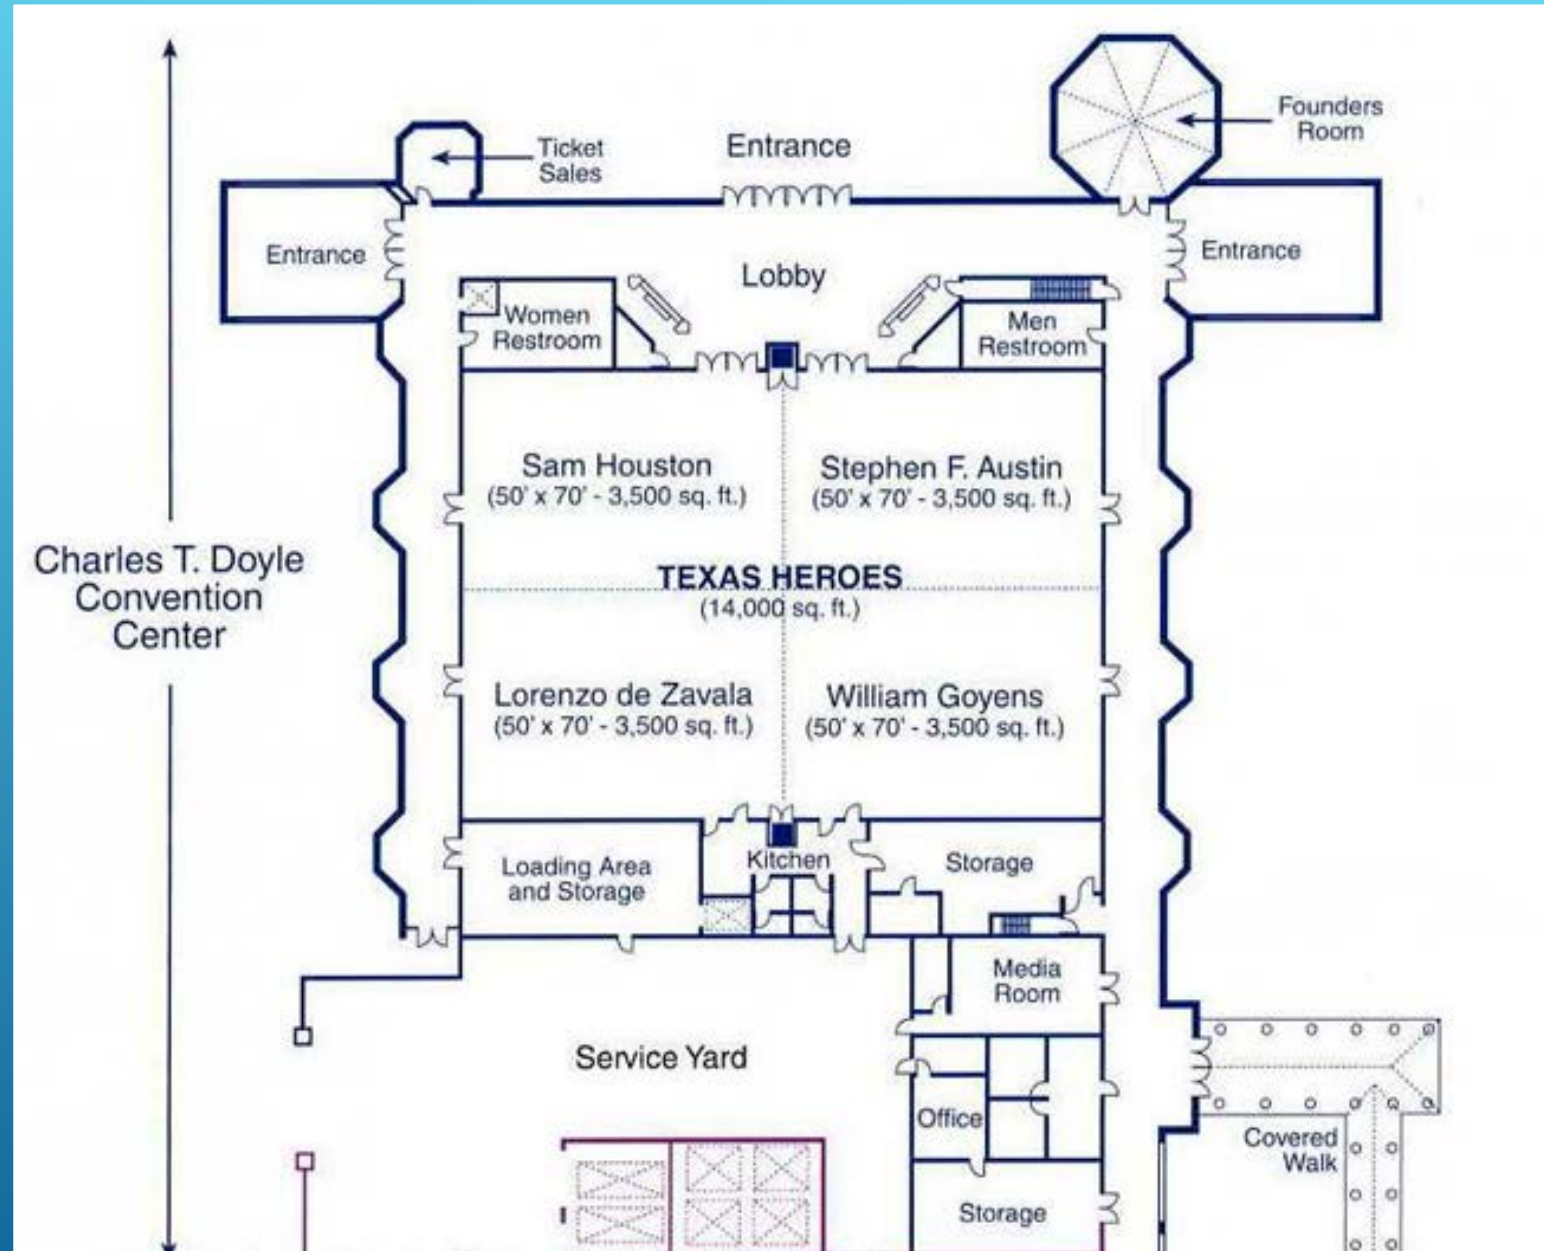 Founders
Room
Ticket
Sales
Entrance
Entrance
Entrance
Lobby
Women
Restroom
Men
Restroom
Sam Houston
(50' x 70' - 3,500 sq. ft.)
Stephen F. Austin
(50' x 70' - 3,500 sq. ft.)
Charles T. Doyle
Convention
Center
TEXAS HEROES
(14,000 sq. ft.)
Lorenzo de Zavala
(50' x 70' - 3,500 sq. ft.)
William Goyens
(50' x 70' - 3,500 sq. ft.)
Loading Area
and Storage
Kitchen
Storage
Media
Room
Service Yard
Office
Covered
Walk
Storage